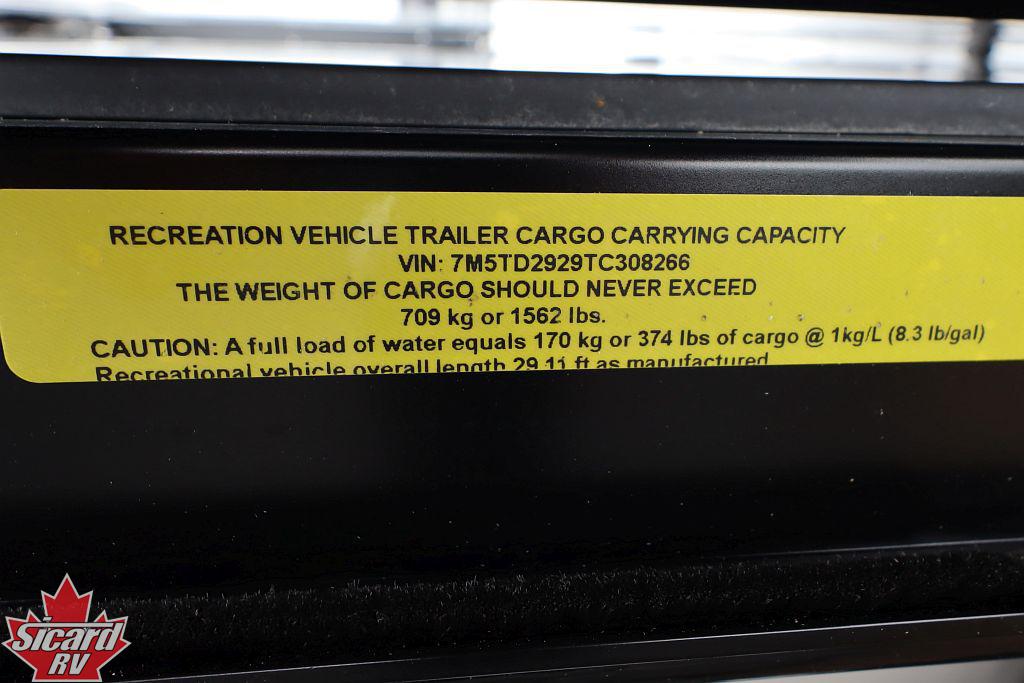 RECREATION VEHICLE TRAILER CARGO CARRYING CAPACITY
VIN: 7M5TD2929TC308266
THE WEIGHT OF CARGO SHOULD NEVER EXCEED
709 kg or 1562 lbs.
CAUTION: A full load of water equals 170 kg or 374 lbs of cargo @ 1kg/L (8.3 lb/gal)
Recreational vehicle overall length 29.11 ft as manufactured
Sicard
RV